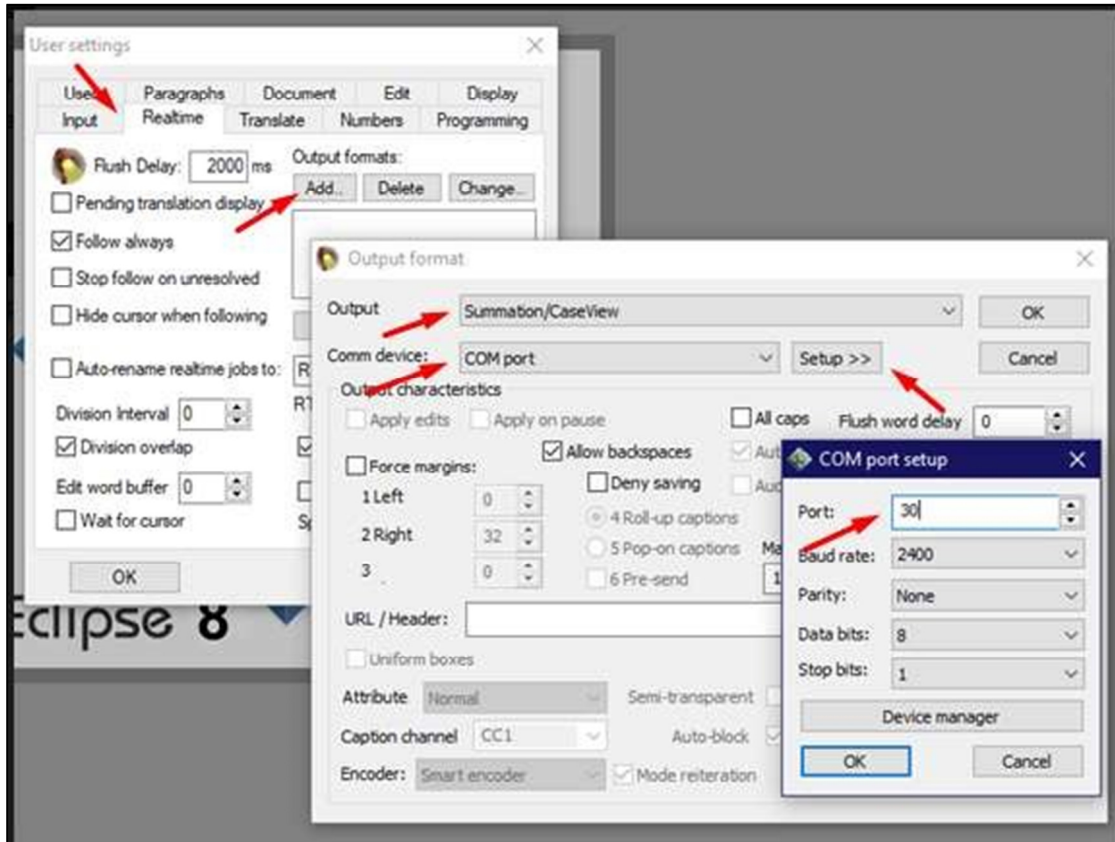 User settings
Paragraphs Document Edit Display
Input Realtime Translate Numbers Programming
Flush Delay: 2000 ms
Output formats:
Add.. Delete Change...
Pending translation display
Follow always
Stop follow on unresolved
Hide cursor when following
Auto-rename realtime jobs to:
Division Interval 0
Division overlap
Edit word buffer 0
Wait for cursor
OK
Eclipse 8
Output format
Output Summation/CaseView OK
Comm device: COM port Setup >> Cancel
Output characteristics
Apply edits Apply on pause All caps Flush word delay 0
Allow backspaces
Force margins: Deny saving
1 Left 0 4 Roll-up captions
2 Right 32 5 Pop-on captions
3 0 6 Pre-send
URL / Header:
Uniform boxes
Attribute Normal Semi-transparent
Caption channel CC1 Auto-block
Encoder: Smart encoder Mode reiteration
COM port setup
Port: 30
Baud rate: 2400
Parity: None
Data bits: 8
Stop bits: 1
Device manager
OK Cancel